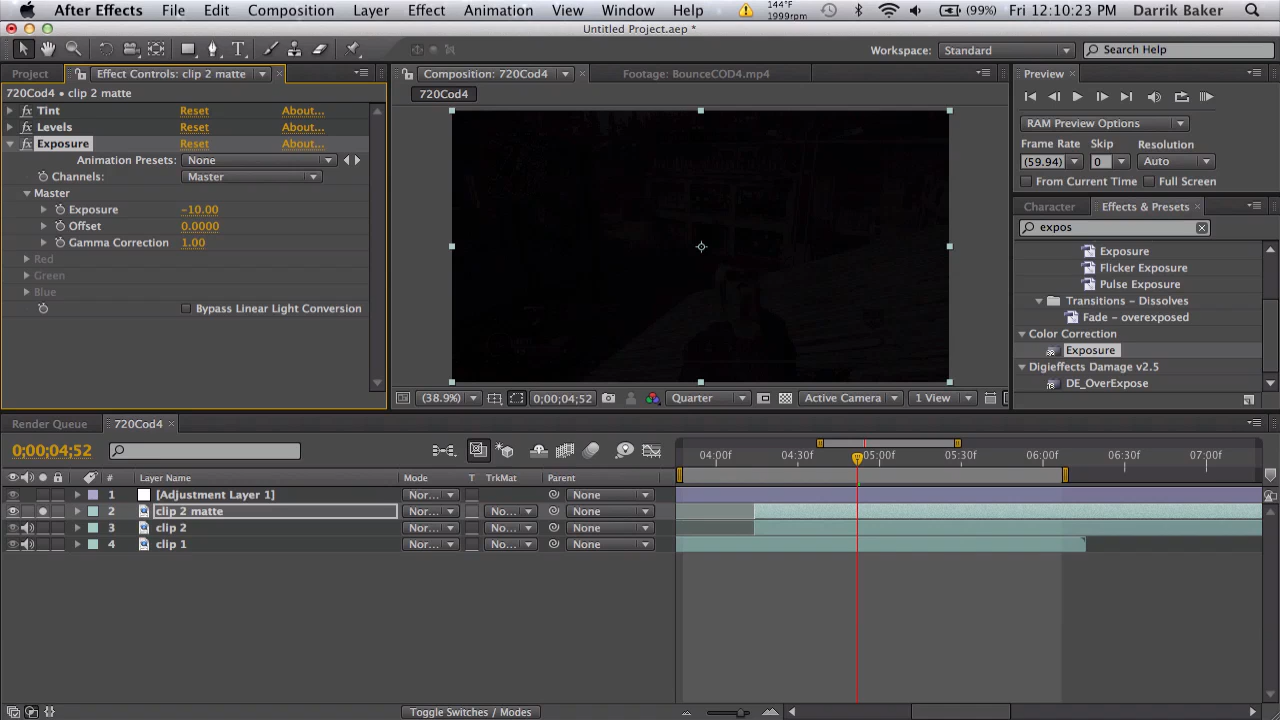 After Effects File Edit Composition Layer Effect Animation View Window Help 144°F 1999rpm (99%) Fri 12:10:23 Darrik Baker
Untitled Project.aep *
Workspace: Standard Search Help
Project Effect Controls: clip 2 matte Composition: 720Cod4 Footage: BounceCOD4.mp4 Preview
720Cod4 • clip 2 matte 720Cod4
Tint Reset About...
Levels Reset About...
Exposure Reset About...
Animation Presets: None
Channels: Master
Master
Exposure -10.00
Offset 0.0000
Gamma Correction 1.00
Red
Green
Blue
Bypass Linear Light Conversion
RAM Preview Options
Frame Rate Skip Resolution
(59.94) 0 Auto
From Current Time Full Screen
Character Effects & Presets
expos
Exposure
Flicker Exposure
Pulse Exposure
Transitions – Dissolves
Fade – overexposed
Color Correction
Exposure
Digieffects Damage v2.5
DE_OverExpose
(38.9%) 0;00;04;52 Quarter Active Camera 1 View
Render Queue 720Cod4
0;00;04;52
04:00f 04:30f 05:00f 05:30f 06:00f 06:30f 07:00f
# Layer Name Mode T TrkMat Parent
1 [Adjustment Layer 1] Nor... None
2 clip 2 matte Nor... No... None
3 clip 2 Nor... No... None
4 clip 1 Nor... No... None
Toggle Switches / Modes